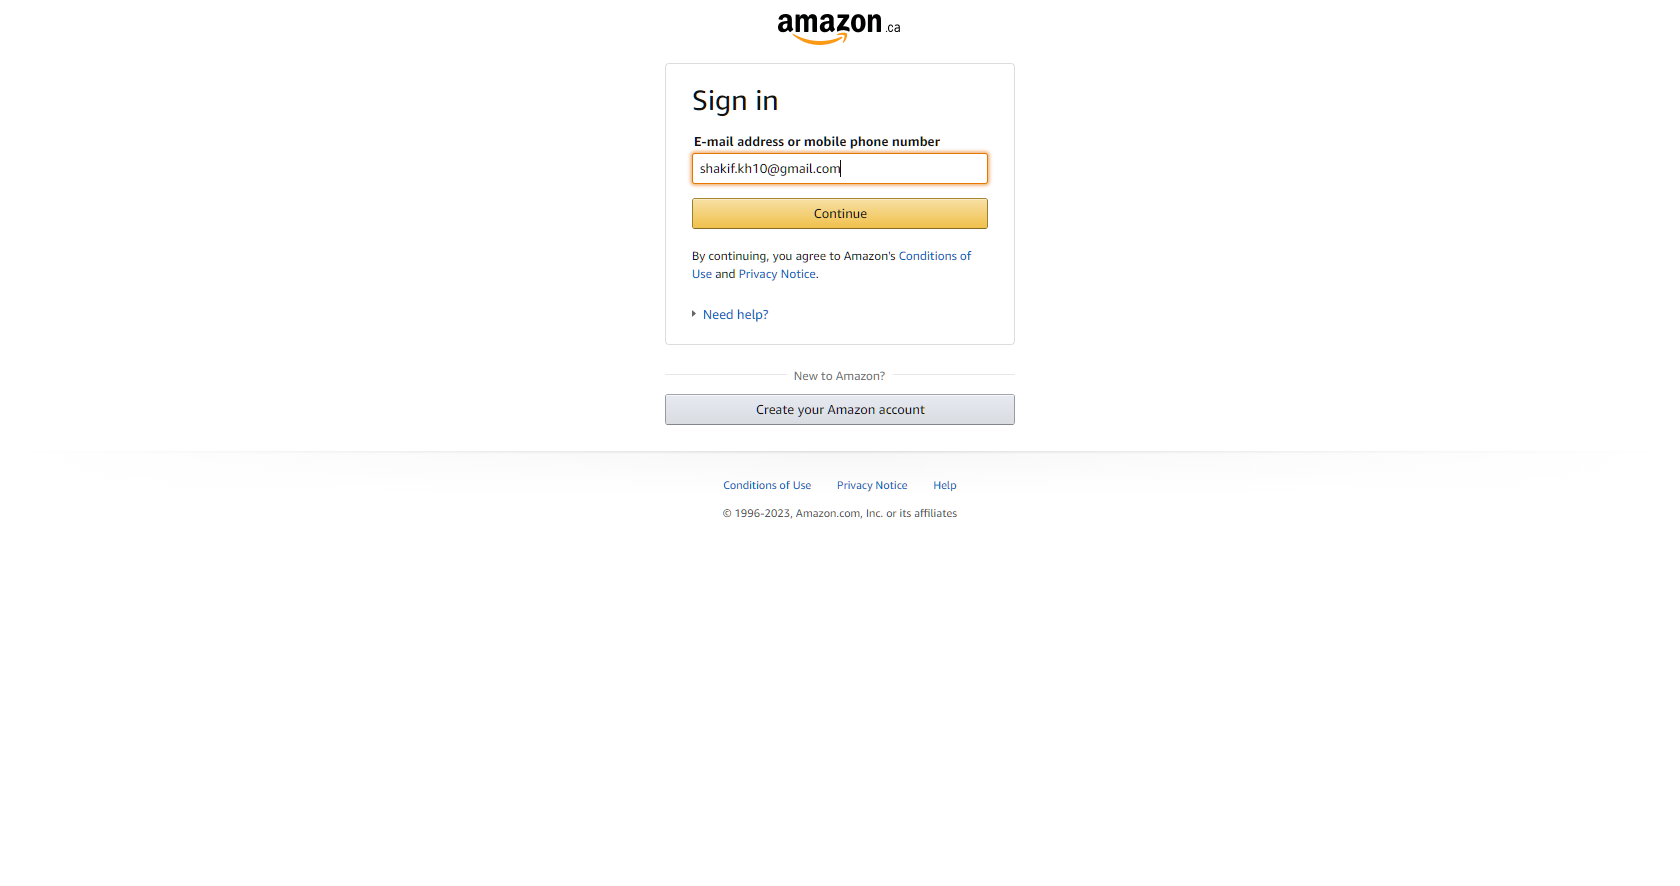 amazon.ca
Sign in
E-mail address or mobile phone number
shakif.kh10@gmail.com
Continue
By continuing, you agree to Amazon's Conditions of
Use and Privacy Notice.
Need help?
New to Amazon?
Create your Amazon account
Conditions of Use Privacy Notice Help
© 1996-2023, Amazon.com, Inc. or its affiliates